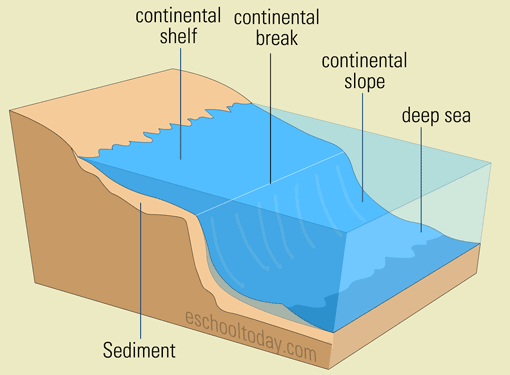 continental
shelf
continental
break
continental
slope
deep sea
Sediment
eschooltoday.com